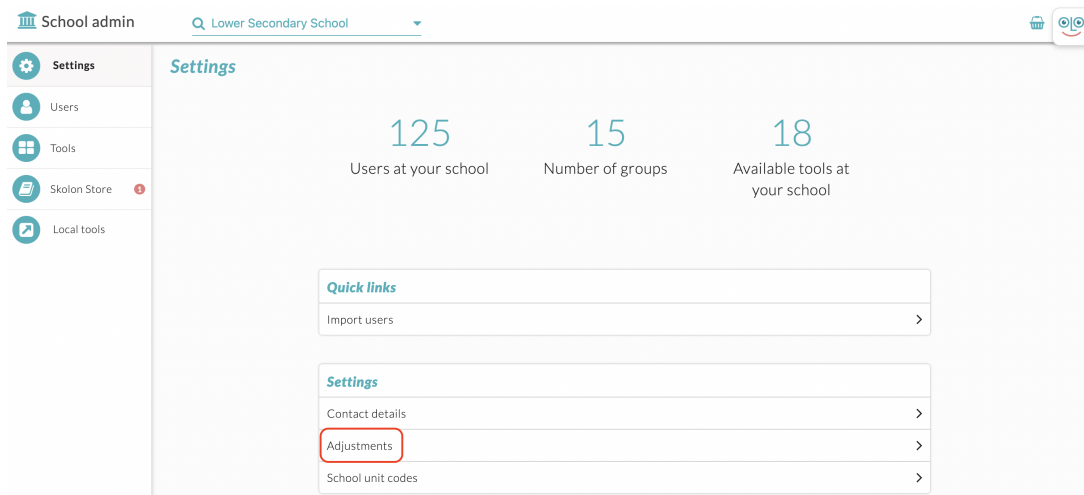 School admin
Lower Secondary School
Settings
Users
Tools
Skolon Store 1
Local tools
Settings
125
Users at your school
15
Number of groups
18
Available tools at
your school
Quick links
Import users
Settings
Contact details
Adjustments
School unit codes